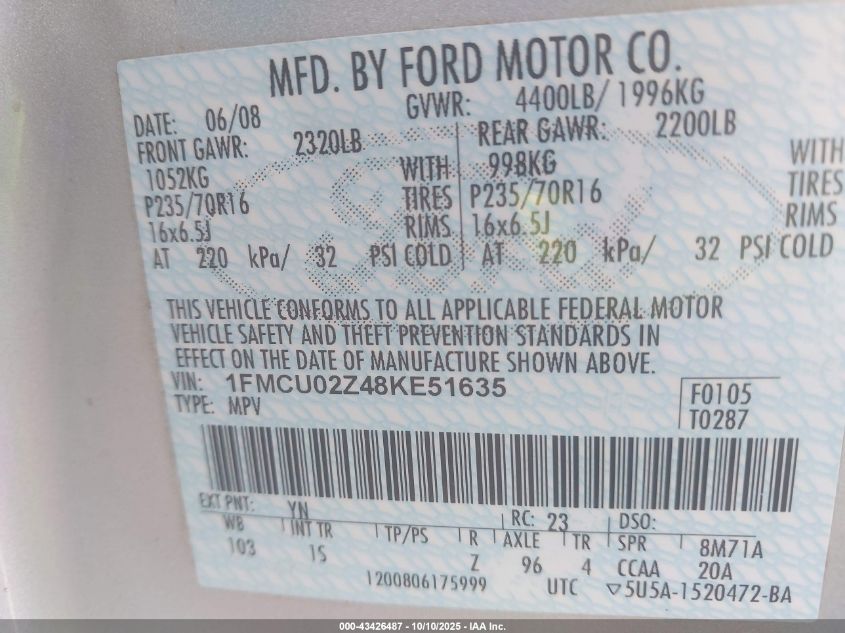 MFD. BY FORD MOTOR CO.
DATE: 06/08 GVWR: 4400LB/ 1996KG
FRONT GAWR: 2320LB REAR GAWR: 2200LB
1052KG WITH 998KG WITH
P235/70R16 TIRES P235/70R16 TIRES
16x6.5J RIMS 16x6.5J RIMS
AT 220 kPa/ 32 PSI COLD AT 220 kPa/ 32 PSI COLD
THIS VEHICLE CONFORMS TO ALL APPLICABLE FEDERAL MOTOR
VEHICLE SAFETY AND THEFT PREVENTION STANDARDS IN
EFFECT ON THE DATE OF MANUFACTURE SHOWN ABOVE.
VIN: 1FMCU02Z48KE51635 F0105
TYPE: MPV T0287
EXT PNT: YN RC: 23 DSO:
WB INT TR TP/PS R AXLE TR SPR 8M71A
103 1S Z 96 4 CCAA 20A
1200806175999 UTC ▽5U5A-1520472-BA
000-43426487 - 10/10/2025 - IAA Inc.